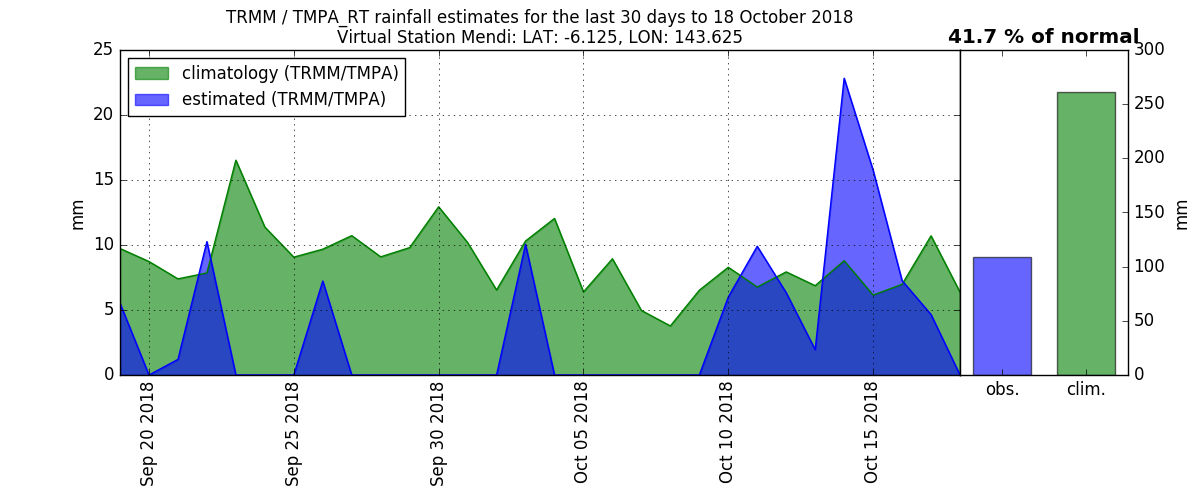 TRMM / TMPA_RT rainfall estimates for the last 30 days to 18 October 2018
Virtual Station Mendi: LAT: -6.125, LON: 143.625
41.7 % of normal
climatology (TRMM/TMPA)
estimated (TRMM/TMPA)
25
20
15
10
5
0
mm
Sep 20 2018
Sep 25 2018
Sep 30 2018
Oct 05 2018
Oct 10 2018
Oct 15 2018
300
250
200
150
100
50
0
mm
obs.
clim.